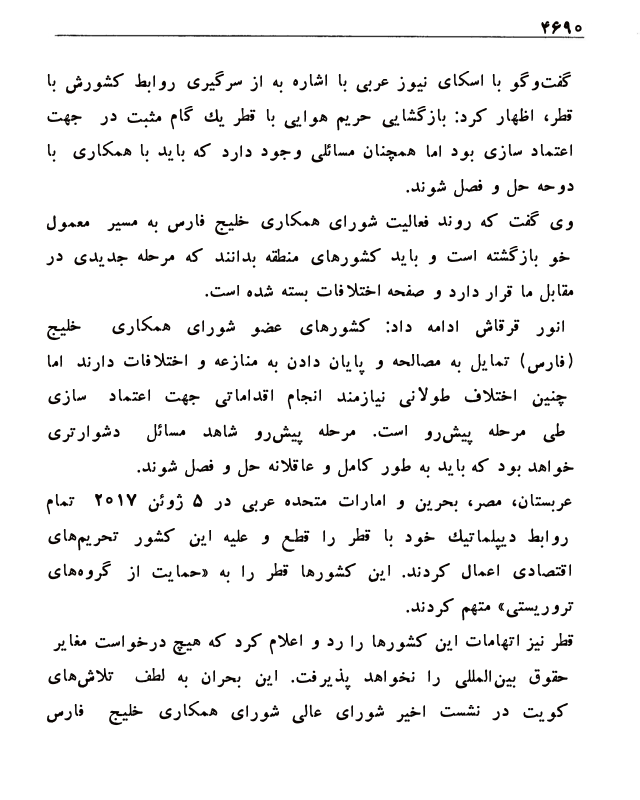 ۴۶۹۰
گفت‌وگو با اسکای نیوز عربی با اشاره به از سرگیری روابط کشورش با
قطر، اظهار کرد: بازگشایی حریم هوایی با قطر یك گام مثبت در جهت
اعتماد سازی بود اما همچنان مسائلی وجود دارد که باید با همکاری با
دوحه حل و فصل شوند.
وی گفت که روند فعالیت شورای همکاری خلیج فارس به مسیر معمول
خو بازگشته است و باید کشورهای منطقه بدانند که مرحله جدیدی در
مقابل ما قرار دارد و صفحه اختلافات بسته شده است.
انور قرقاش ادامه داد: کشورهای عضو شورای همکاری خلیج
(فارس) تمایل به مصالحه و پایان دادن به منازعه و اختلافات دارند اما
چنین اختلاف طولانی نیازمند انجام اقداماتی جهت اعتماد سازی
طی مرحله پیش‌رو است. مرحله پیش‌رو شاهد مسائل دشوارتری
خواهد بود که باید به طور کامل و عاقلانه حل و فصل شوند.
عربستان، مصر، بحرین و امارات متحده عربی در ۵ ژوئن ۲۰۱۷ تمام
روابط دیپلماتیك خود با قطر را قطع و علیه این کشور تحریم‌های
اقتصادی اعمال کردند. این کشورها قطر را به «حمایت از گروه‌های
تروریستی» متهم کردند.
قطر نیز اتهامات این کشورها را رد و اعلام کرد که هیچ درخواست مغایر
حقوق بین‌المللی را نخواهد پذیرفت. این بحران به لطف تلاش‌های
کویت در نشست اخیر شورای عالی شورای همکاری خلیج فارس